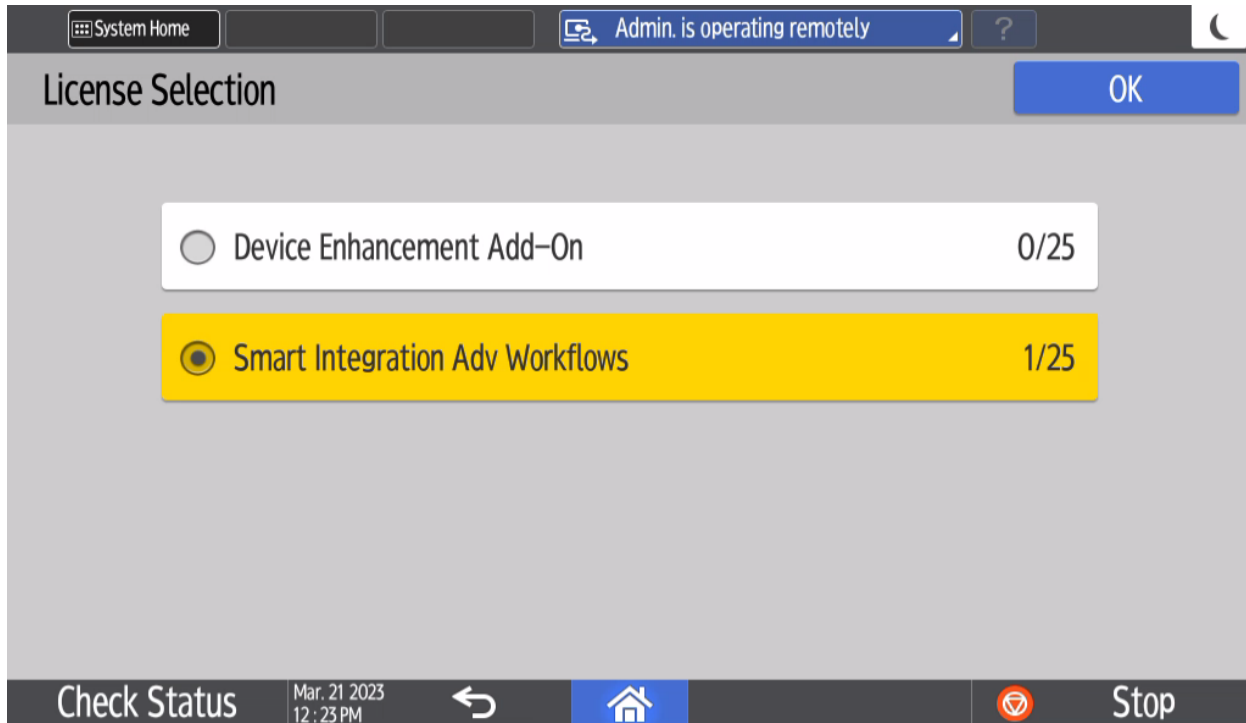 System Home
Admin. is operating remotely
?
License Selection
OK
Device Enhancement Add-On
0/25
Smart Integration Adv Workflows
1/25
Check Status
Mar. 21 2023
12 : 23 PM
Stop